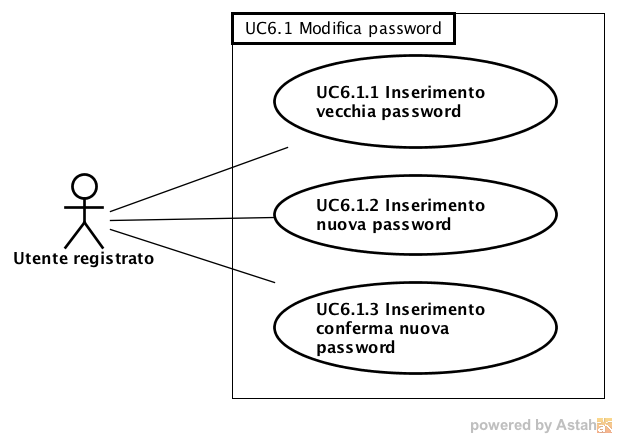 UC6.1 Modifica password
UC6.1.1 Inserimento
vecchia password
UC6.1.2 Inserimento
nuova password
Utente registrato
UC6.1.3 Inserimento
conferma nuova
password
powered by Astah